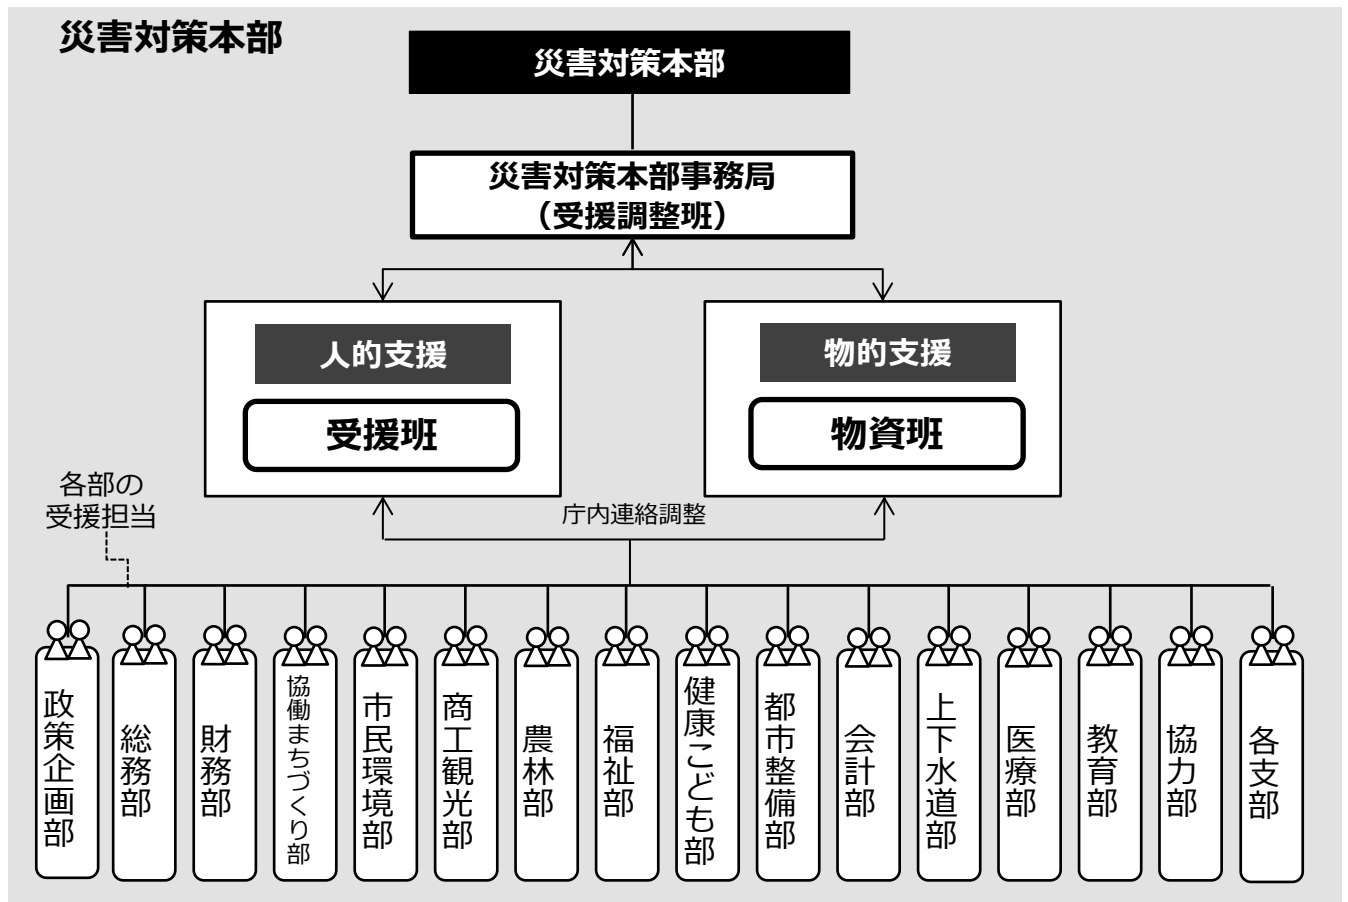 災害対策本部
災害対策本部
災害対策本部事務局
（受援調整班）
人的支援
受援班
物的支援
物資班
各部の
受援担当
庁内連絡調整
政策企画部
総務部
財務部
協働まちづくり部
市民環境部
商工観光部
農林部
福祉部
健康こども部
都市整備部
会計部
上下水道部
医療部
教育部
協力部
各支部